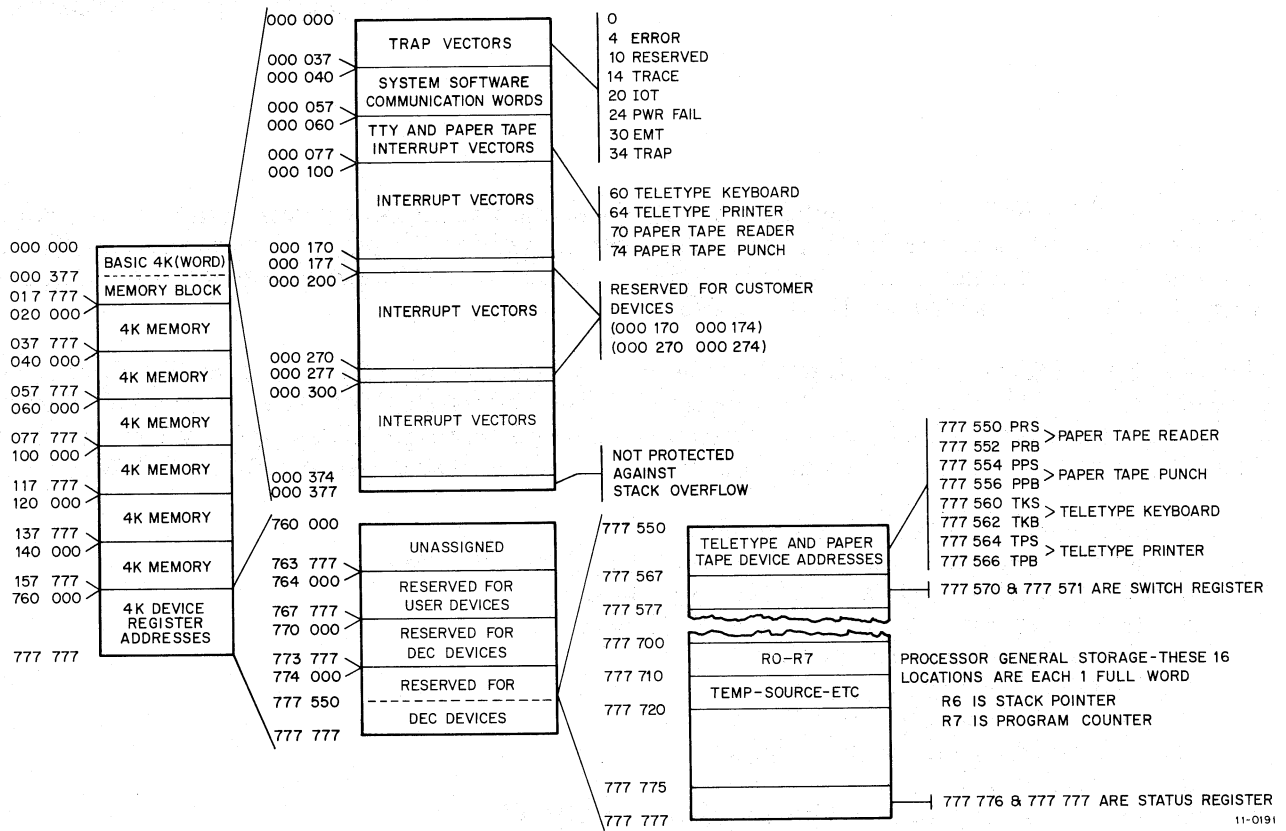 000 000
000 377
017 777
020 000
037 777
040 000
057 777
060 000
077 777
100 000
117 777
120 000
137 777
140 000
157 777
760 000
777 777
BASIC 4K(WORD)
MEMORY BLOCK
4K MEMORY
4K MEMORY
4K MEMORY
4K MEMORY
4K MEMORY
4K MEMORY
4K DEVICE
REGISTER
ADDRESSES
000 000
000 037
000 040
000 057
000 060
000 077
000 100
000 170
000 177
000 200
000 270
000 277
000 300
000 374
000 377
TRAP VECTORS
SYSTEM SOFTWARE
COMMUNICATION WORDS
TTY AND PAPER TAPE
INTERRUPT VECTORS
INTERRUPT VECTORS
INTERRUPT VECTORS
INTERRUPT VECTORS
0
4 ERROR
10 RESERVED
14 TRACE
20 IOT
24 PWR FAIL
30 EMT
34 TRAP
60 TELETYPE KEYBOARD
64 TELETYPE PRINTER
70 PAPER TAPE READER
74 PAPER TAPE PUNCH
RESERVED FOR CUSTOMER
DEVICES
(000 170 000 174)
(000 270 000 274)
NOT PROTECTED
AGAINST
STACK OVERFLOW
760 000
763 777
764 000
767 777
770 000
773 777
774 000
777 550
777 777
UNASSIGNED
RESERVED FOR
USER DEVICES
RESERVED FOR
DEC DEVICES
RESERVED FOR
DEC DEVICES
777 550
777 567
777 577
777 700
777 710
777 720
777 775
777 777
TELETYPE AND PAPER
TAPE DEVICE ADDRESSES
RO-R7
TEMP-SOURCE-ETC
777 550 PRS
777 552 PRB
PAPER TAPE READER
777 554 PPS
777 556 PPB
PAPER TAPE PUNCH
777 560 TKS
777 562 TKB
TELETYPE KEYBOARD
777 564 TPS
777 566 TPB
TELETYPE PRINTER
777 570 & 777 571 ARE SWITCH REGISTER
PROCESSOR GENERAL STORAGE-THESE 16
LOCATIONS ARE EACH 1 FULL WORD
R6 IS STACK POINTER
R7 IS PROGRAM COUNTER
777 776 & 777 777 ARE STATUS REGISTER
11-0191